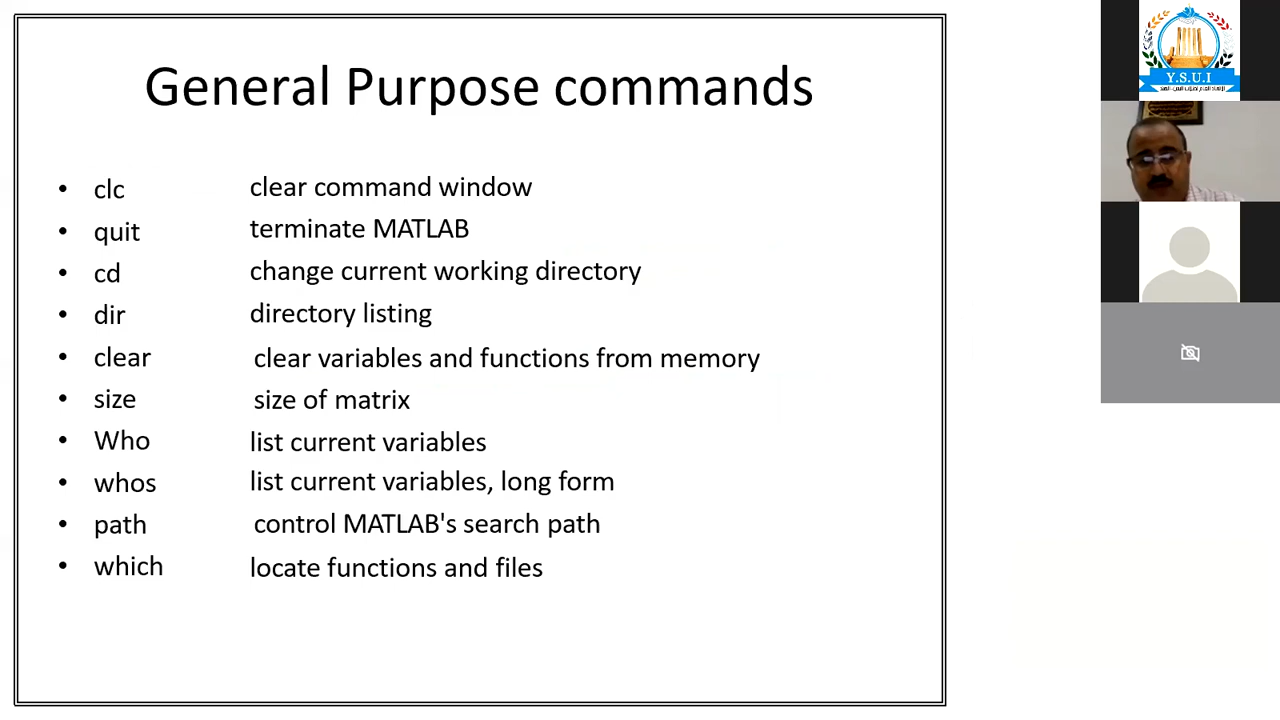 General Purpose commands
• clc clear command window
• quit terminate MATLAB
• cd change current working directory
• dir directory listing
• clear clear variables and functions from memory
• size size of matrix
• Who list current variables
• whos list current variables, long form
• path control MATLAB's search path
• which locate functions and files
Y.S.U.I